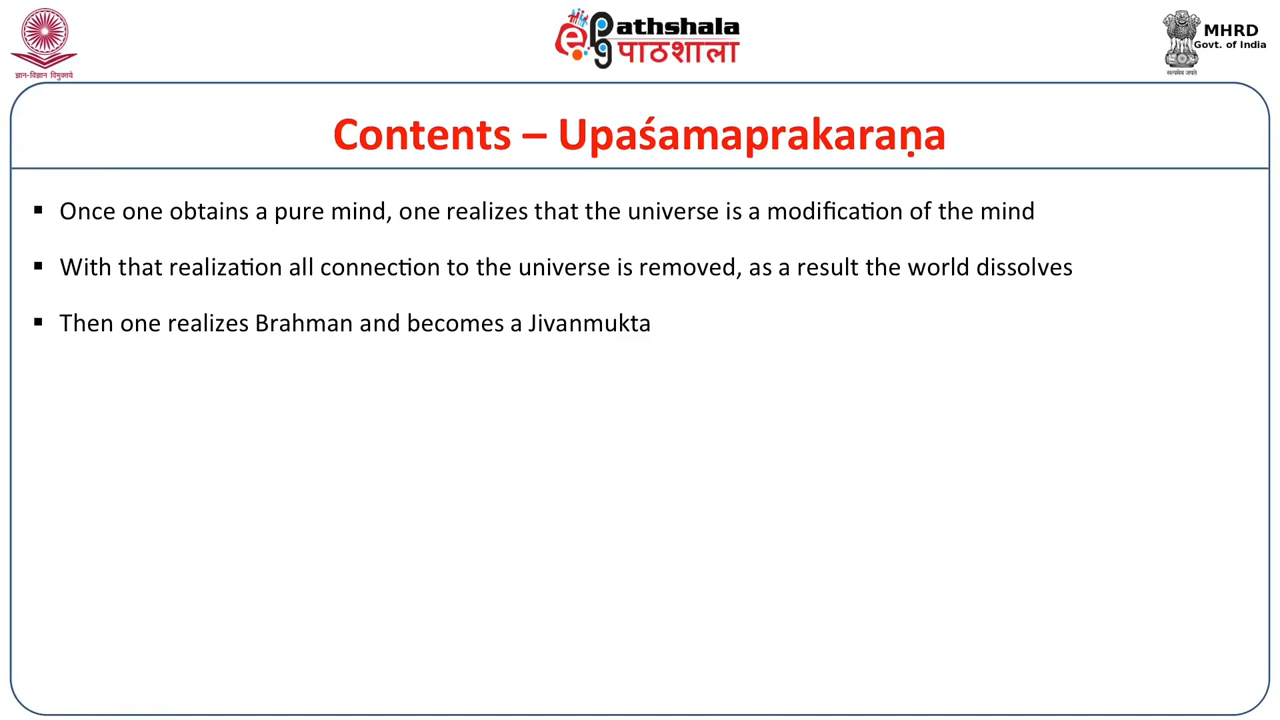 ज्ञान-विज्ञान विमुक्तये
e PG Pathshala
पाठशाला
MHRD
Govt. of India
सत्यमेव जयते
Contents – Upaśamaprakaraṇa
▪ Once one obtains a pure mind, one realizes that the universe is a modification of the mind
▪ With that realization all connection to the universe is removed, as a result the world dissolves
▪ Then one realizes Brahman and becomes a Jivanmukta